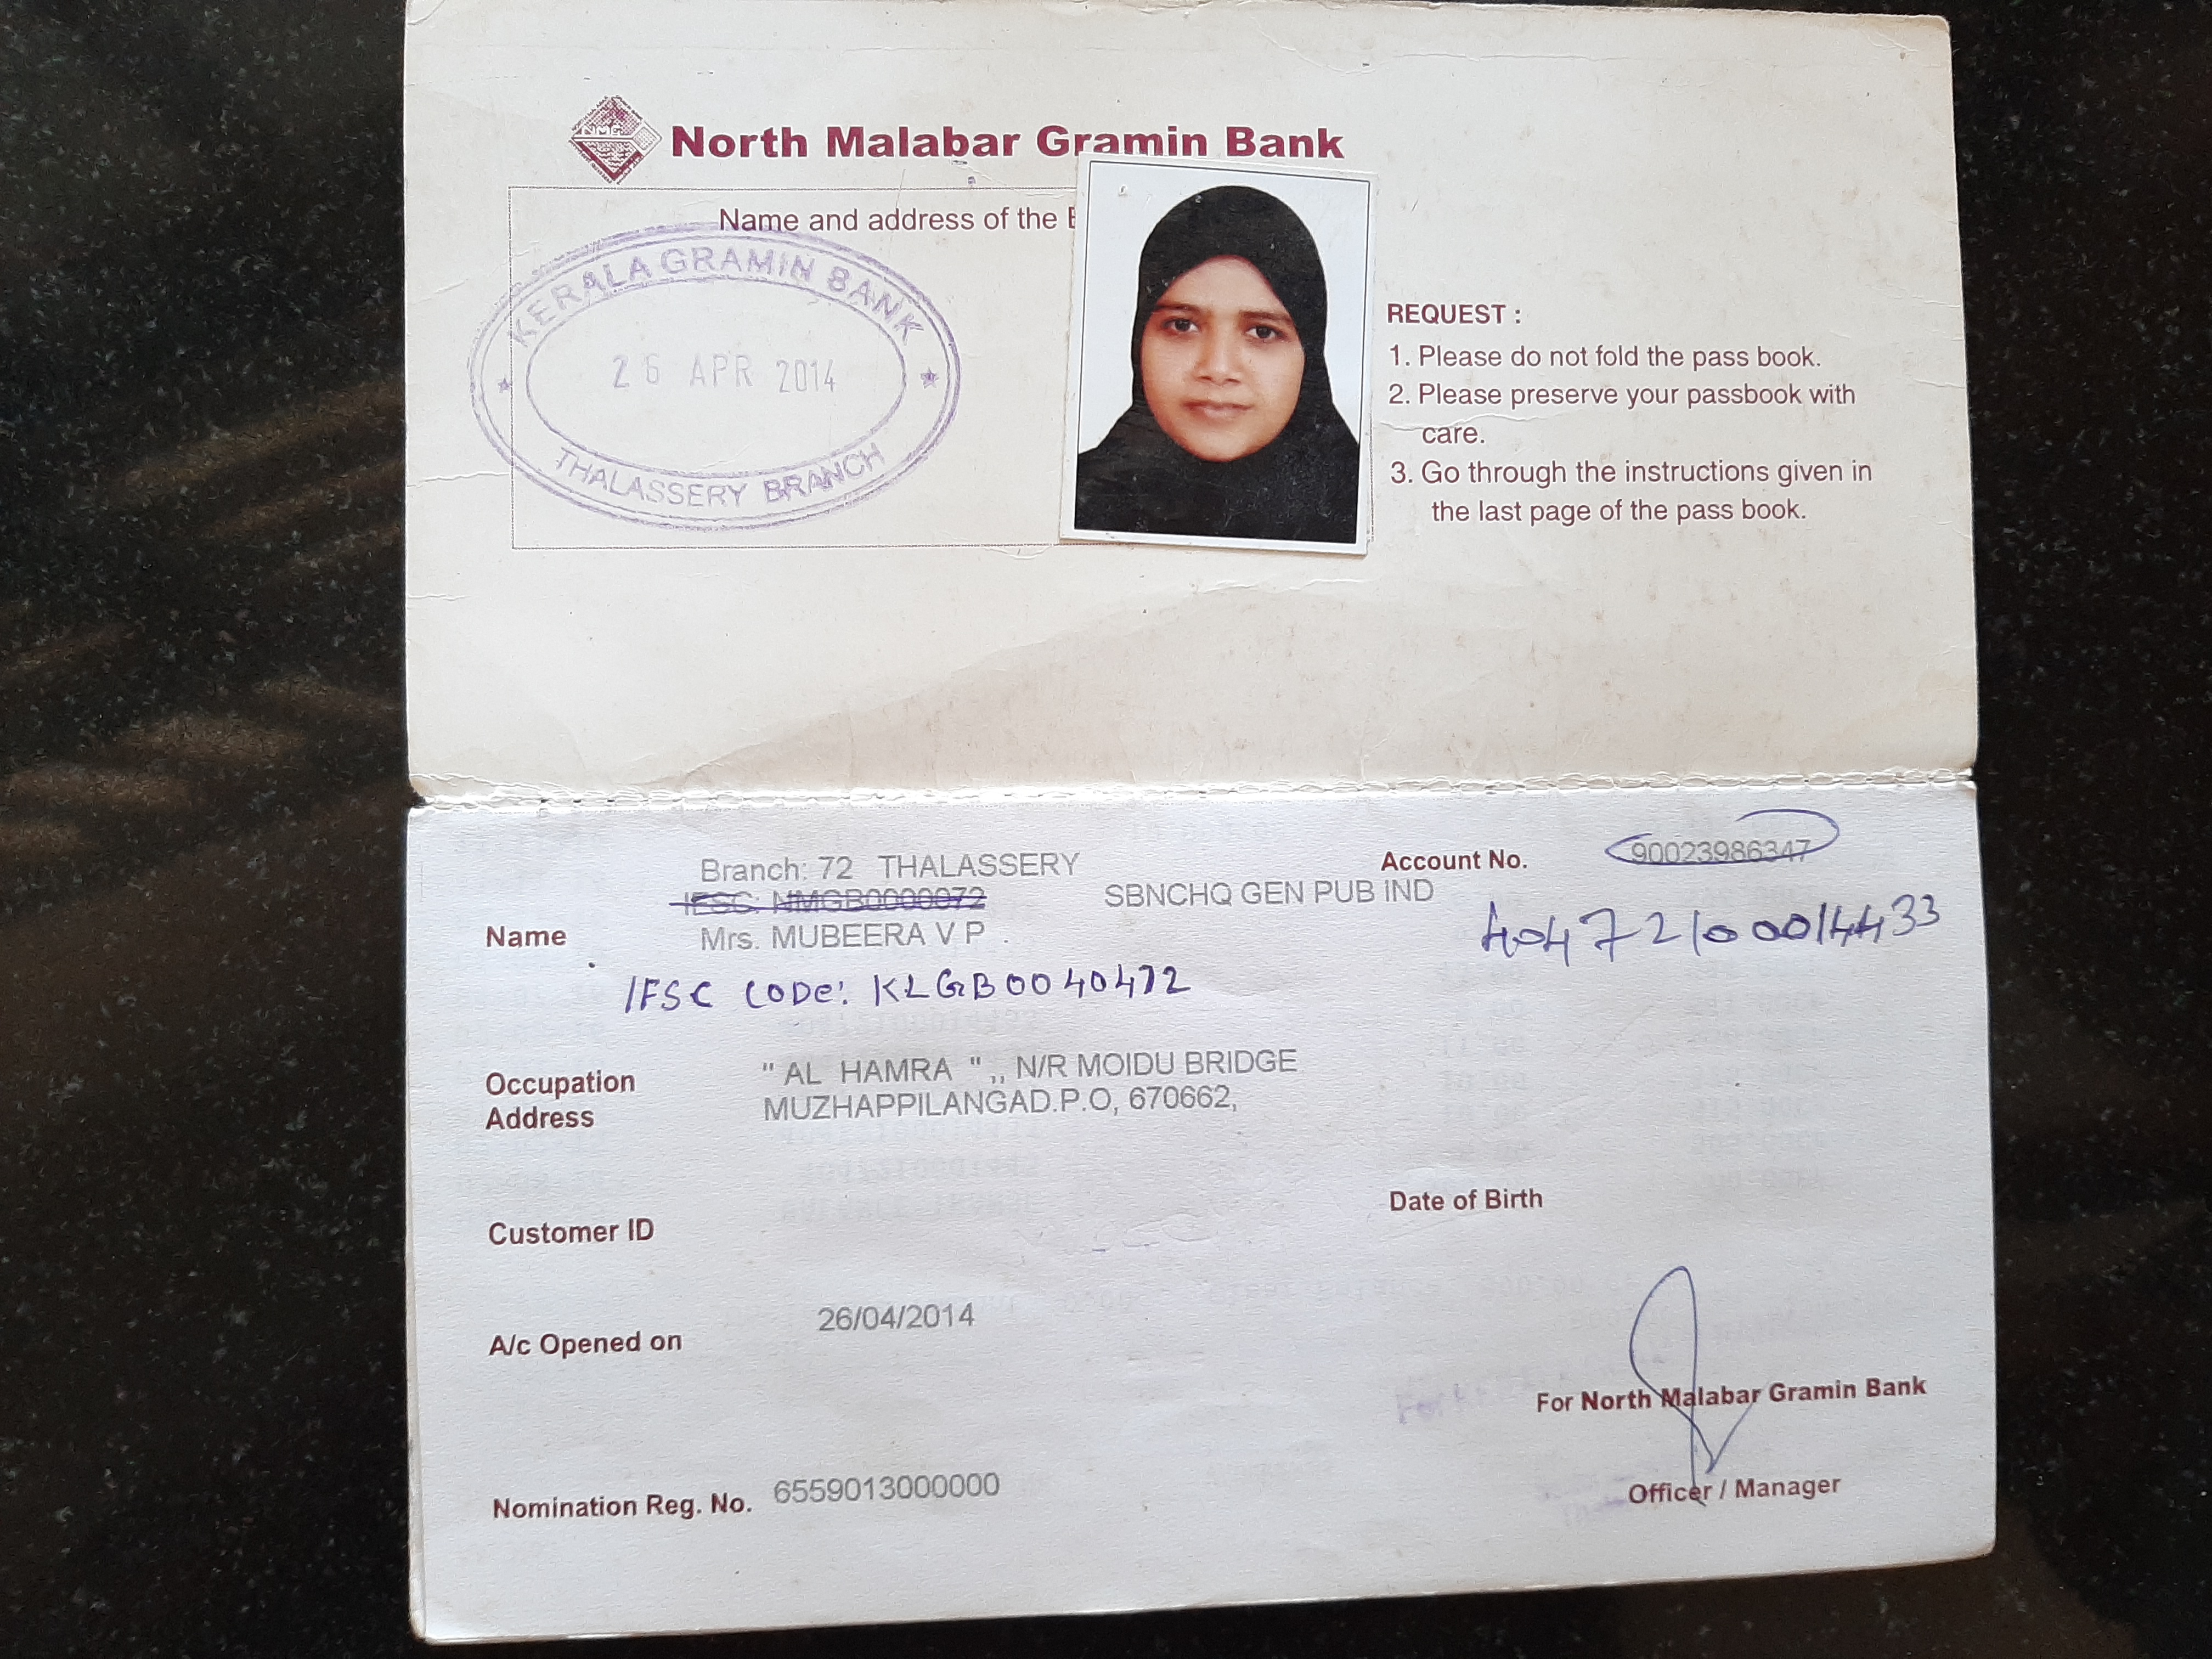 North Malabar Gramin Bank
Name and address of the
KERALA GRAMIN BANK
26 APR 2014
THALASSERY BRANCH
REQUEST :
1. Please do not fold the pass book.
2. Please preserve your passbook with
care.
3. Go through the instructions given in
the last page of the pass book.
Account No. 90023986347
Branch: 72 THALASSERY
SBNCHQ GEN PUB IND
IFSC: NMGB0000072
Name Mrs. MUBEERA V P
40472100014433
IFSC CODE: KLGB0040472
Occupation
Address " AL HAMRA ",, N/R MOIDU BRIDGE
MUZHAPPILANGAD.P.O, 670662,
Customer ID
Date of Birth
A/c Opened on 26/04/2014
For North Malabar Gramin Bank
Nomination Reg. No. 655901300000
Officer / Manager